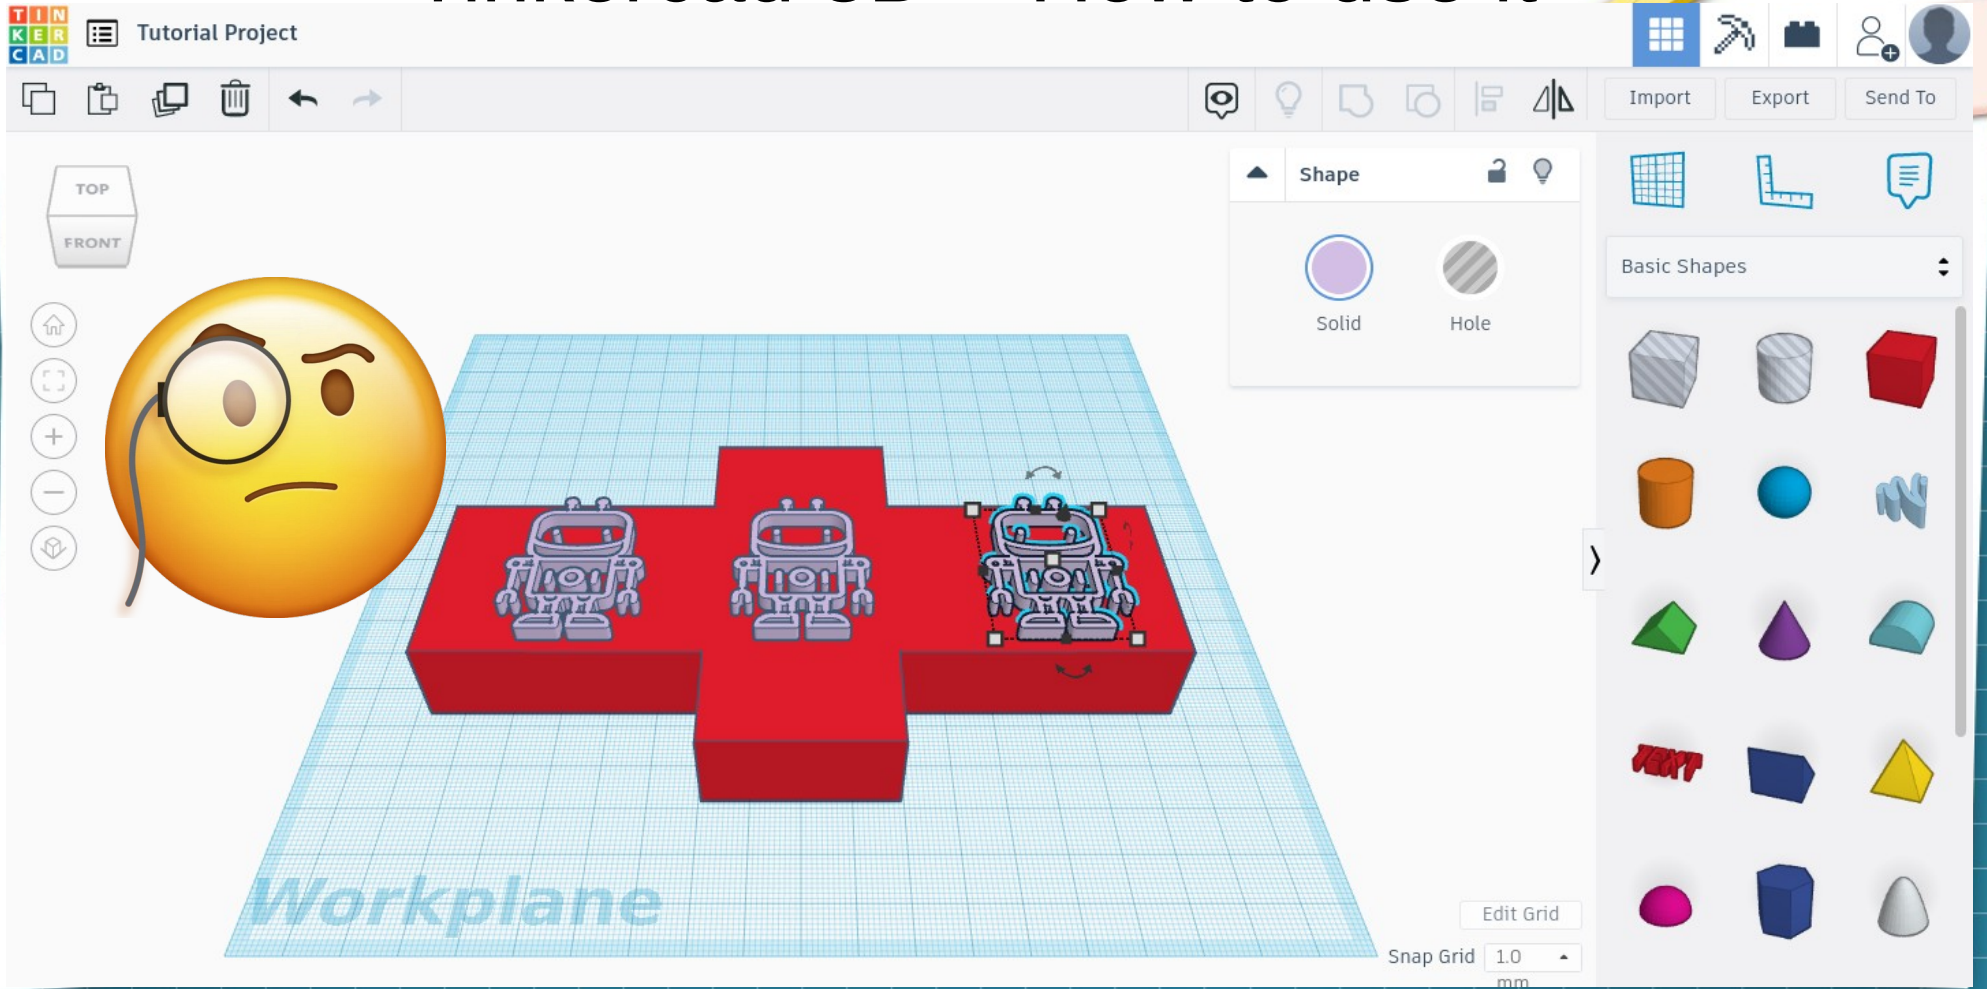 TIN
KER
CAD
Tutorial Project
Import
Export
Send To
TOP
FRONT
Shape
Solid
Hole
Basic Shapes
TEXT
Workplane
Edit Grid
Snap Grid 1.0
mm